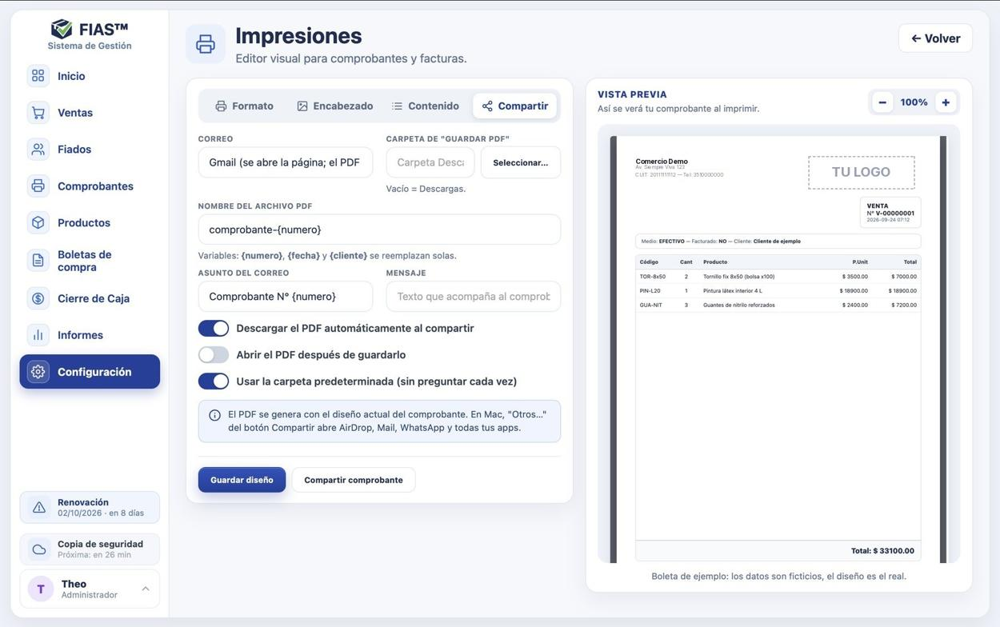 FIAS™
Sistema de Gestión
Inicio
Ventas
Fiados
Comprobantes
Productos
Boletas de
compra
Cierre de Caja
Informes
Configuración
Renovación
02/10/2026 · en 8 días
Copia de seguridad
Próxima: en 26 min
T
Theo
Administrador
Impresiones
Editor visual para comprobantes y facturas.
← Volver
Formato Encabezado Contenido Compartir
CORREO
Gmail (se abre la página; el PDF
CARPETA DE "GUARDAR PDF"
Carpeta Desca
Seleccionar...
Vacío = Descargas.
NOMBRE DEL ARCHIVO PDF
comprobante-{numero}
Variables: {numero}, {fecha} y {cliente} se reemplazan solas.
ASUNTO DEL CORREO
Comprobante N° {numero}
MENSAJE
Texto que acompaña al comprob
Descargar el PDF automáticamente al compartir
Abrir el PDF después de guardarlo
Usar la carpeta predeterminada (sin preguntar cada vez)
El PDF se genera con el diseño actual del comprobante. En Mac, "Otros..."
del botón Compartir abre AirDrop, Mail, WhatsApp y todas tus apps.
Guardar diseño
Compartir comprobante
VISTA PREVIA
Así se verá tu comprobante al imprimir.
− 100% +
Comercio Demo
Av. Siempre Viva 123
CUIT: 20111111112 — Tel: 3510000000
TU LOGO
VENTA
N° V-00000001
2026-09-24 07:12
Medio: EFECTIVO — Facturado: NO — Cliente: Cliente de ejemplo
Código Cant Producto P.Unit Total
TOR-8x50 2 Tornillo fix 8x50 (bolsa x100) $ 3500.00 $ 7000.00
PIN-L20 1 Pintura látex interior 4 L $ 18900.00 $ 18900.00
GUA-NIT 3 Guantes de nitrilo reforzados $ 2400.00 $ 7200.00
Total: $ 33100.00
Boleta de ejemplo: los datos son ficticios, el diseño es el real.